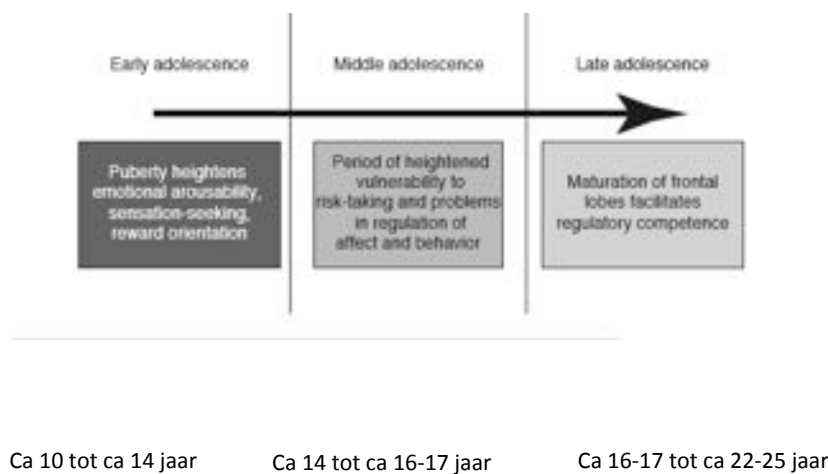 Early adolescence
Middle adolescence
Late adolescence
Puberty heightens
emotional arousability,
sensation-seeking,
reward orientation
Period of heightened
vulnerability to
risk-taking and problems
in regulation of
affect and behavior
Maturation of frontal
lobes facilitates
regulatory competence
Ca 10 tot ca 14 jaar
Ca 14 tot ca 16-17 jaar
Ca 16-17 tot ca 22-25 jaar